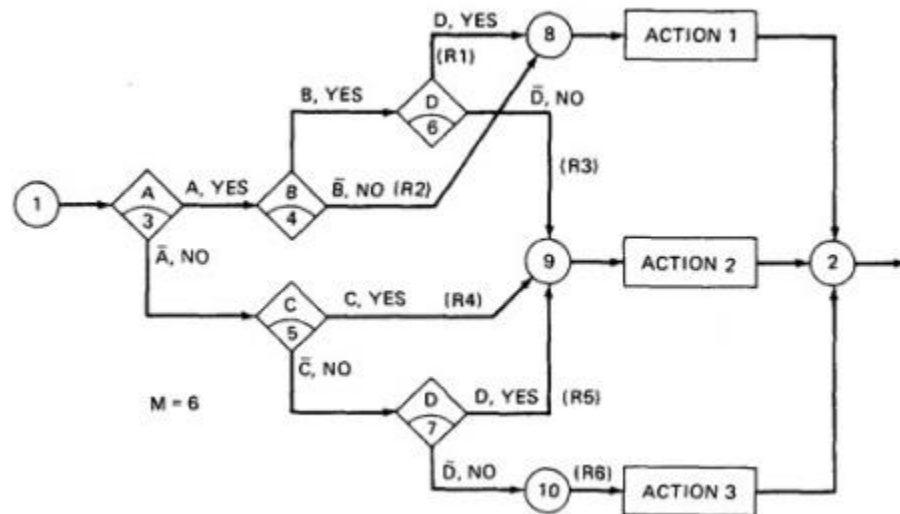 D, YES
8
ACTION 1
(R1)
B, YES
D
6
D̅, NO
A
3
A, YES
B
4
B̅, NO (R2)
(R3)
1
A̅, NO
9
ACTION 2
2
C
5
C, YES
(R4)
C̅, NO
M = 6
D
7
D, YES
(R5)
D̅, NO
10
(R6)
ACTION 3